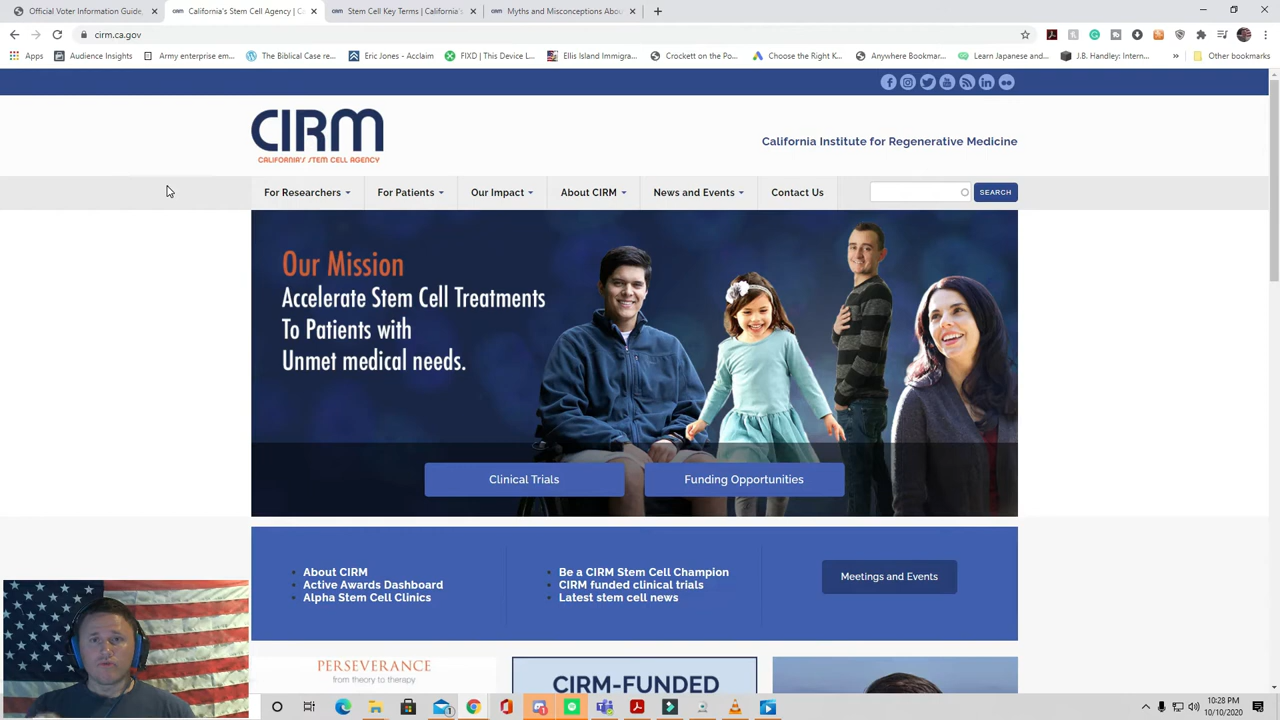 Official Voter Information Guide,
California's Stem Cell Agency | C
Stem Cell Key Terms | California's
Myths and Misconceptions About
cirm.ca.gov
Apps
Audience Insights
Army enterprise em...
The Biblical Case re...
Eric Jones - Acclaim
FIXD | This Device L...
Ellis Island Immigra...
Crockett on the Po...
Choose the Right K...
Anywhere Bookmar...
Learn Japanese and...
J.B. Handley: Intern...
»
Other bookmarks
CIRM
CALIFORNIA'S STEM CELL AGENCY
California Institute for Regenerative Medicine
For Researchers
For Patients
Our Impact
About CIRM
News and Events
Contact Us
SEARCH
Our Mission
Accelerate Stem Cell Treatments
To Patients with
Unmet medical needs.
Clinical Trials
Funding Opportunities
About CIRM
Active Awards Dashboard
Alpha Stem Cell Clinics
Be a CIRM Stem Cell Champion
CIRM funded clinical trials
Latest stem cell news
Meetings and Events
PERSEVERANCE
from theory to therapy
CIRM-FUNDED
10:28 PM
10/10/2020